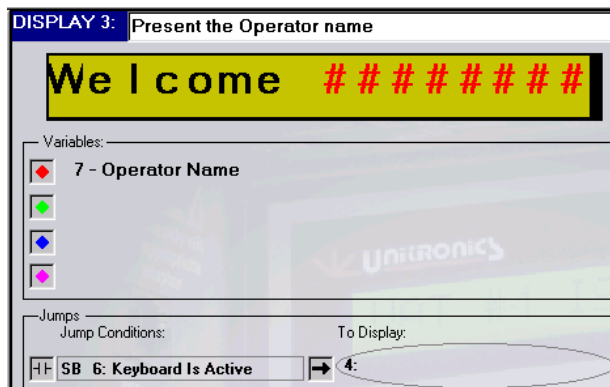 DISPLAY 3: Present the Operator name
Welcome ########
Variables:
7 - Operator Name
UNITRONICS
Jumps
Jump Conditions: To Display:
SB 6: Keyboard Is Active 4: